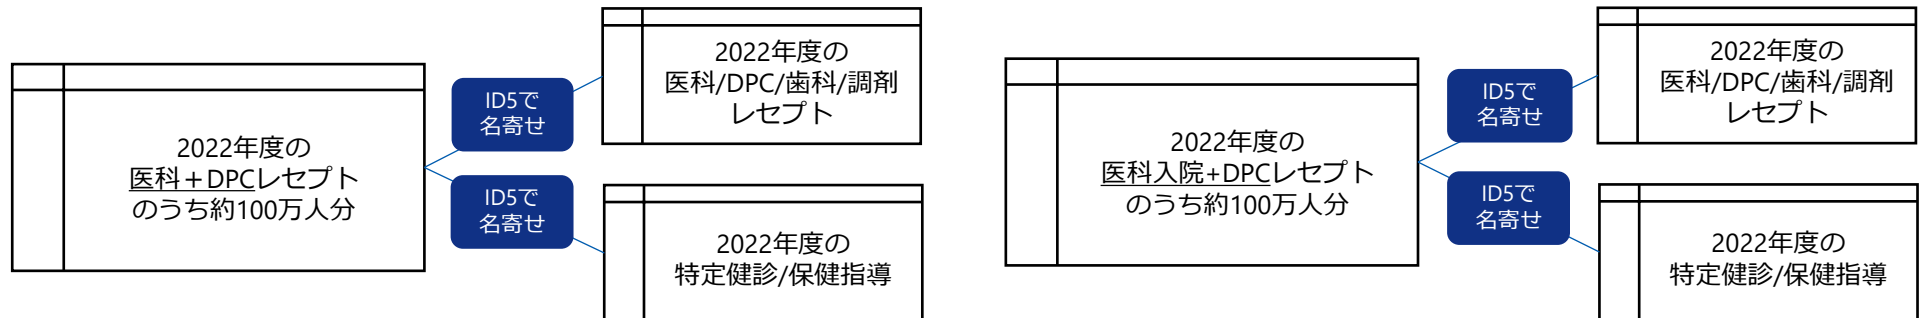 2022年度の
医科＋DPCレセプト
のうち約100万人分
ID5で
名寄せ
2022年度の
医科/DPC/歯科/調剤
レセプト
ID5で
名寄せ
2022年度の
特定健診/保健指導
2022年度の
医科入院+DPCレセプト
のうち約100万人分
ID5で
名寄せ
2022年度の
医科/DPC/歯科/調剤
レセプト
ID5で
名寄せ
2022年度の
特定健診/保健指導